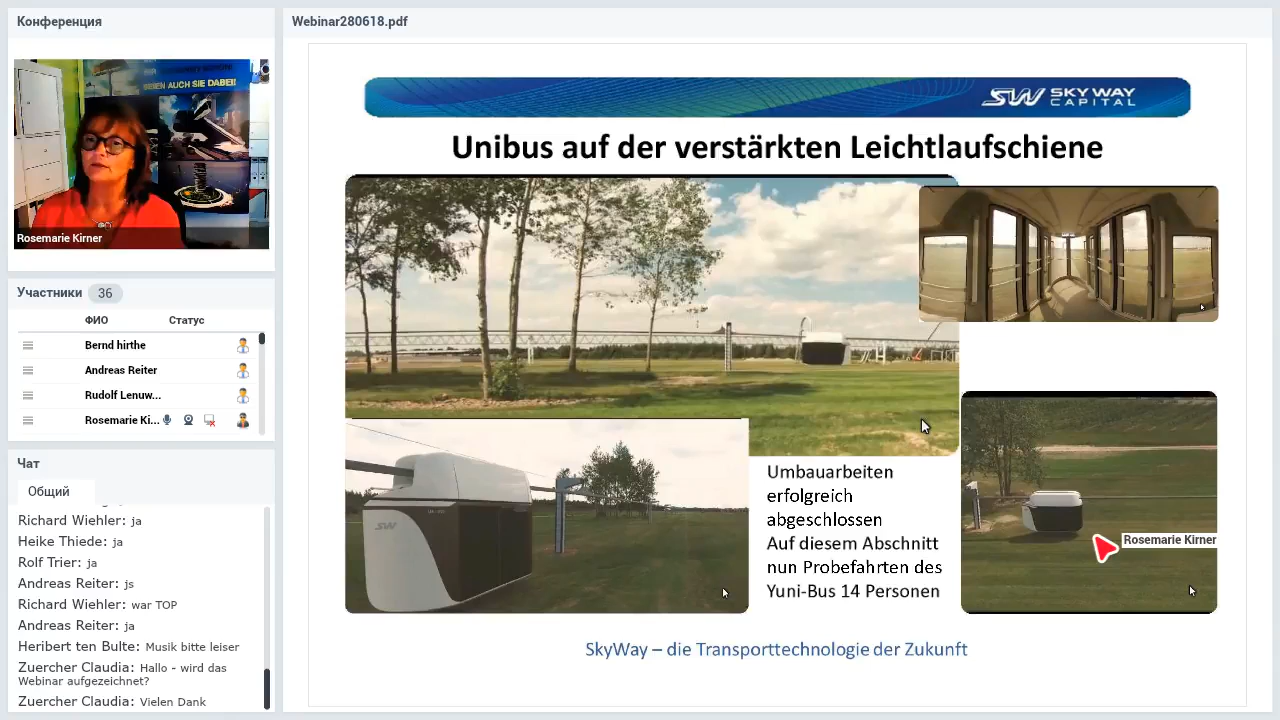 Конференция
BEIEN AUCH SIE DABEI!
Rosemarie Kirner
Участники 36
ФИО Статус
Bernd hirthe
Andreas Reiter
Rudolf Lenuw...
Rosemarie Ki...
Чат
Общий
Richard Wiehler: ja
Heike Thiede: ja
Rolf Trier: ja
Andreas Reiter: js
Richard Wiehler: war TOP
Andreas Reiter: ja
Heribert ten Bulte: Musik bitte leiser
Zuercher Claudia: Hallo - wird das
Webinar aufgezeichnet?
Zuercher Claudia: Vielen Dank
Webinar280618.pdf
SW SKY WAY
CAPITAL
Unibus auf der verstärkten Leichtlaufschiene
SW
Umbauarbeiten
erfolgreich
abgeschlossen
Auf diesem Abschnitt
nun Probefahrten des
Yuni-Bus 14 Personen
Rosemarie Kirner
SkyWay – die Transporttechnologie der Zukunft